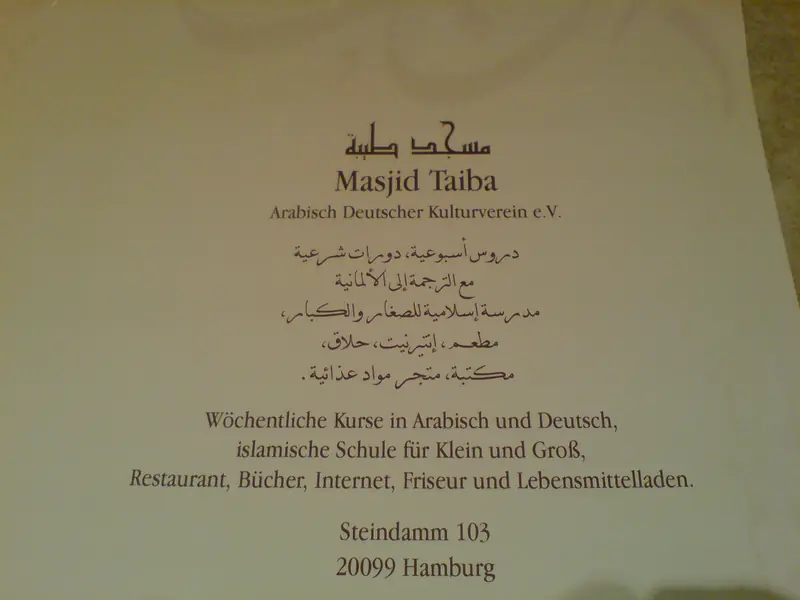 مسجد طيبة
Masjid Taiba
Arabisch Deutscher Kulturverein e.V.
دروس أسبوعية، دورات شرعية
مع الترجمة إلى الألمانية
مدرسة إسلامية للصغار والكبار،
مطعم، إنتيرنيت، حلاق،
مكتبة، متجر مواد غذائية.
Wöchentliche Kurse in Arabisch und Deutsch,
islamische Schule für Klein und Groß,
Restaurant, Bücher, Internet, Friseur und Lebensmittelladen.
Steindamm 103
20099 Hamburg